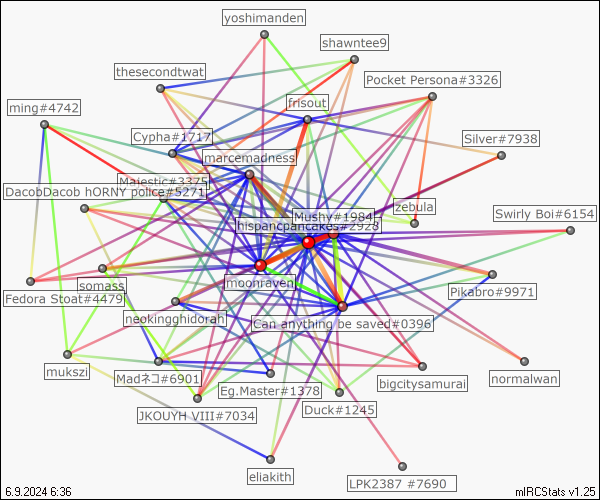 yoshimanden
shawntee9
thesecondtwat
Pocket Persona#3326
ming#4742
frisout
Cypha#1717
Silver#7938
marcemadness
Majestic#3375
DacobDacob hORNY police#5271
zebula
Swirly Boi#6154
Mushy#1984
hispancpancakes#2928
somass
moonraven
Pikabro#9971
Fedora Stoat#4479
neokingghidorah
Can anything be saved#0396
mukszi
Madネコ#6901
Eg.Master#1378
bigcitysamurai
normalwan
JKOUYH VIII#7034
Duck#1245
eliakith
LPK2387 #7690
6.9.2024 6:36
mIRCStats v1.25